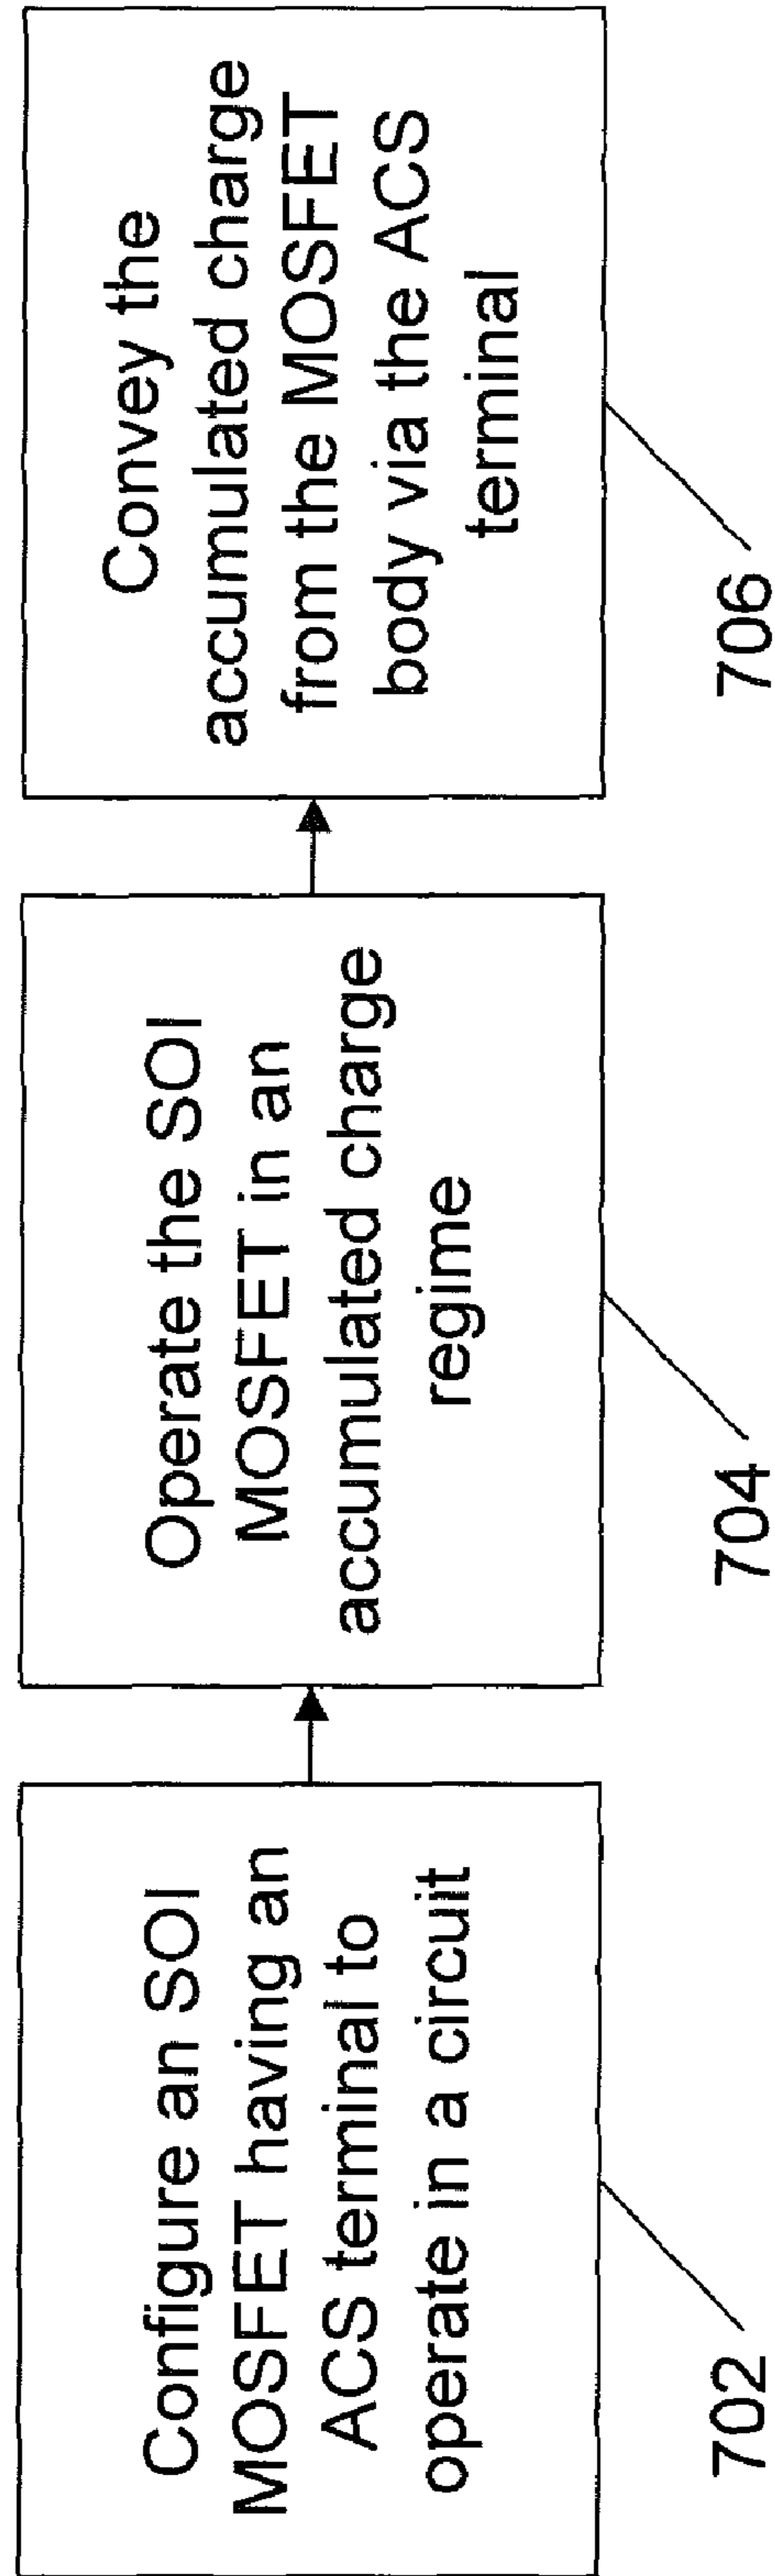 Configure an SOI
MOSFET having an
ACS terminal to
operate in a circuit
702
Operate the SOI
MOSFET in an
accumulated charge
regime
704
Convey the
accumulated charge
from the MOSFET
body via the ACS
terminal
706